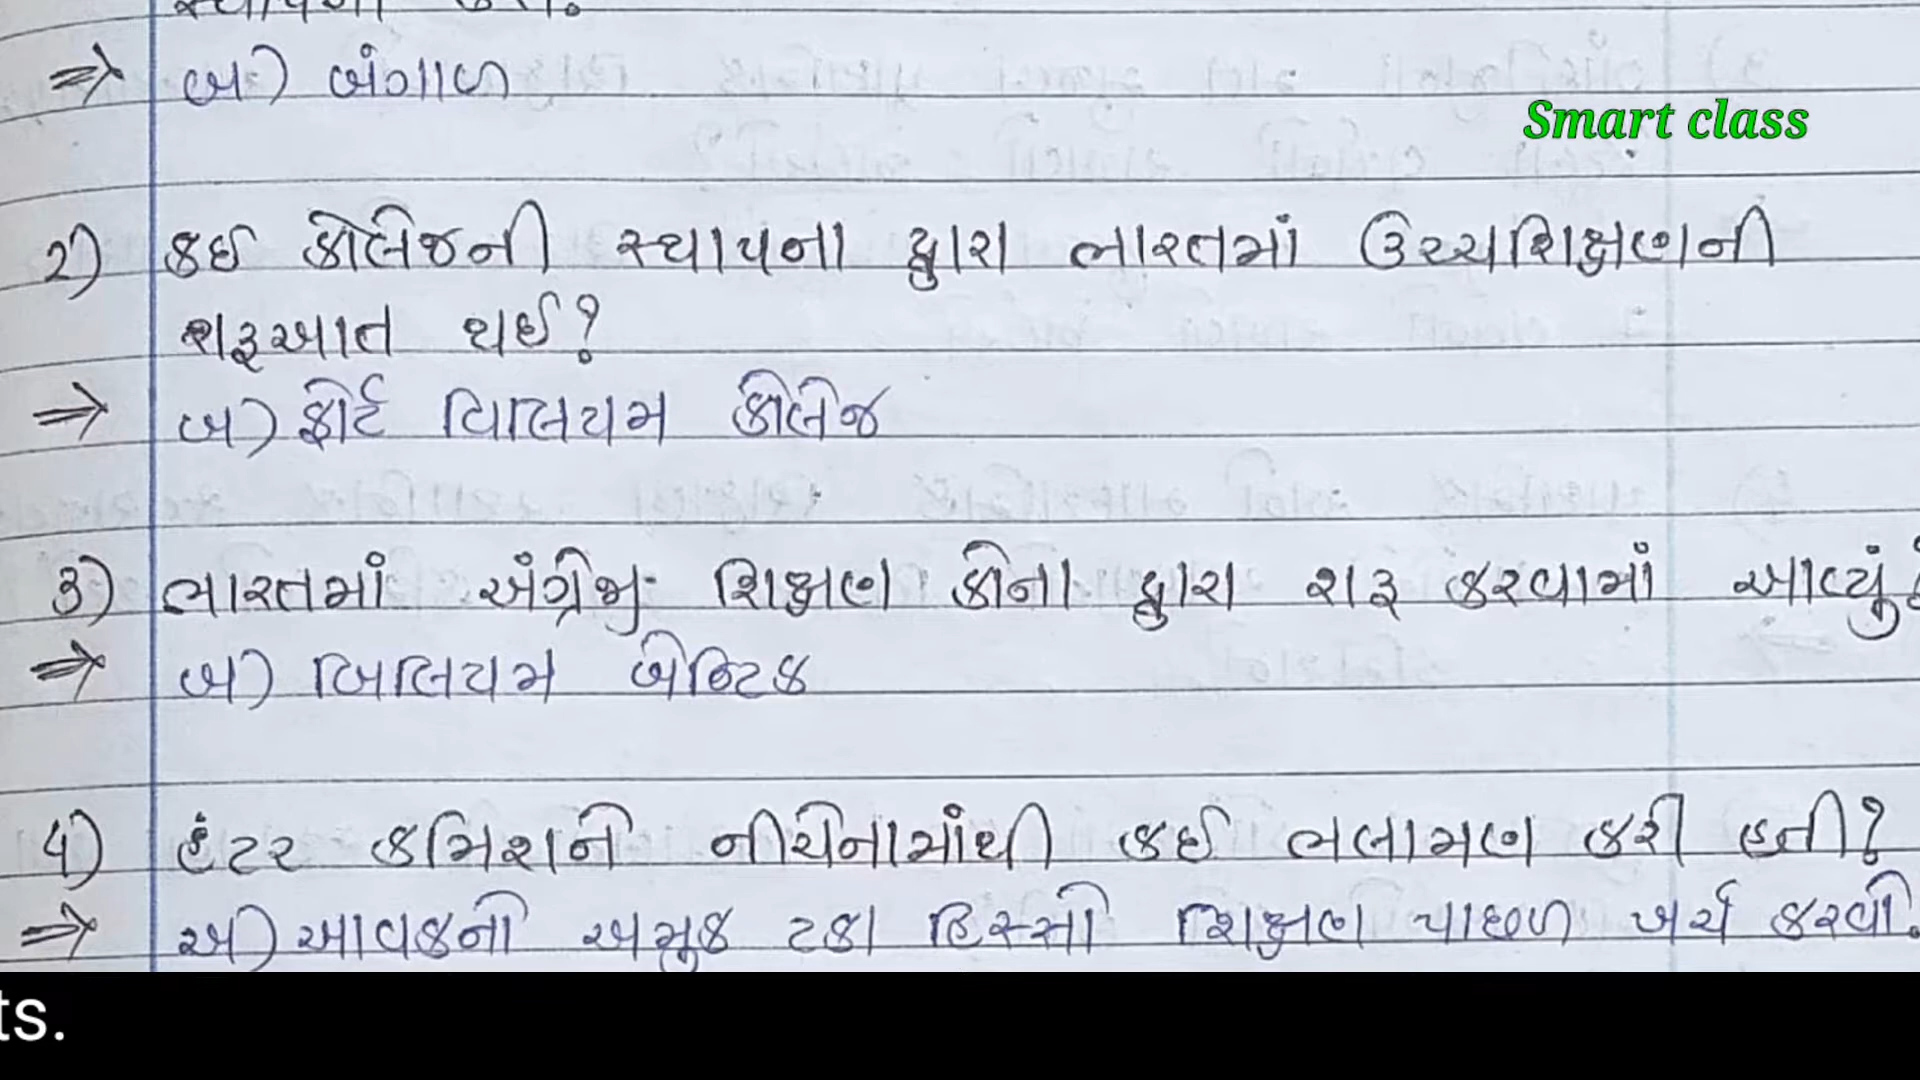 ⇒ બ) બંગાળ
Smart class
2) કઈ કોલેજની સ્થાપના દ્વારા ભારતમાં ઉચ્ચશિક્ષણની
શરૂઆત થઈ?
⇒ બ) ફોર્ટ વિલિયમ કોલેજ
3) ભારતમાં અંગ્રેજી શિક્ષણ કોના દ્વારા શરૂ કરવામાં આવ્યું
⇒ બ) વિલિયમ બેન્ટિક
4) હંટર કમિશને નીચેનામાંથી કઈ ભલામણ કરી હતી?
⇒ અ) આવકનો અમુક ટકા હિસ્સો શિક્ષણ પાછળ ખર્ચ કરવો.
ts.